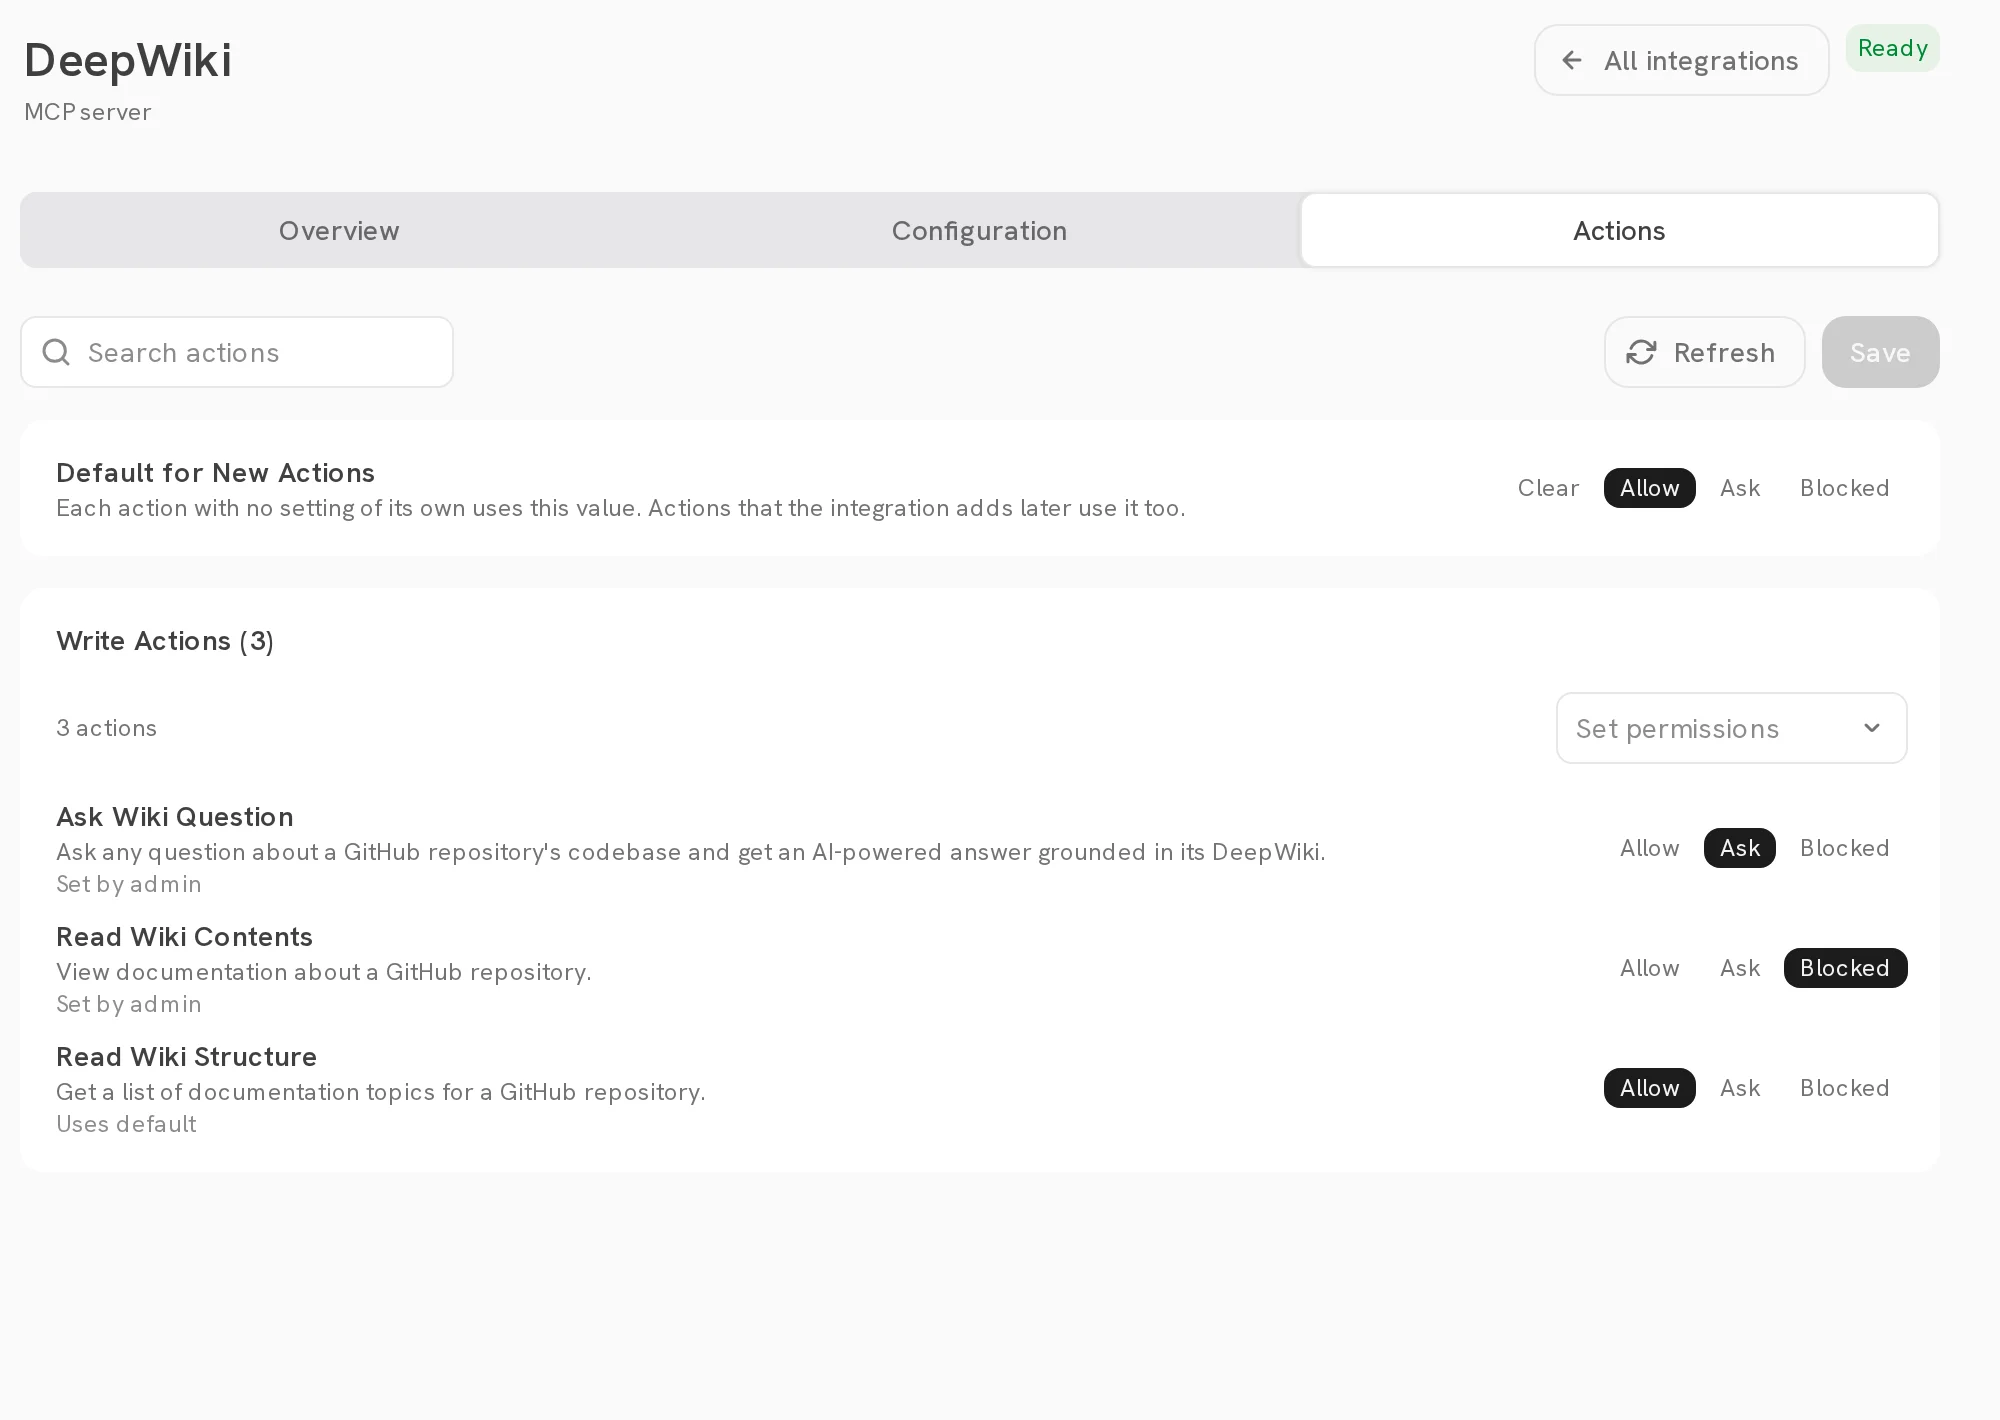 DeepWiki
MCP server
All integrations
Ready
Overview
Configuration
Actions
Search actions
Refresh
Save
Default for New Actions
Each action with no setting of its own uses this value. Actions that the integration adds later use it too.
Clear
Allow
Ask
Blocked
Write Actions (3)
3 actions
Set permissions
Ask Wiki Question
Ask any question about a GitHub repository's codebase and get an AI-powered answer grounded in its DeepWiki.
Set by admin
Allow
Ask
Blocked
Read Wiki Contents
View documentation about a GitHub repository.
Set by admin
Allow
Ask
Blocked
Read Wiki Structure
Get a list of documentation topics for a GitHub repository.
Uses default
Allow
Ask
Blocked